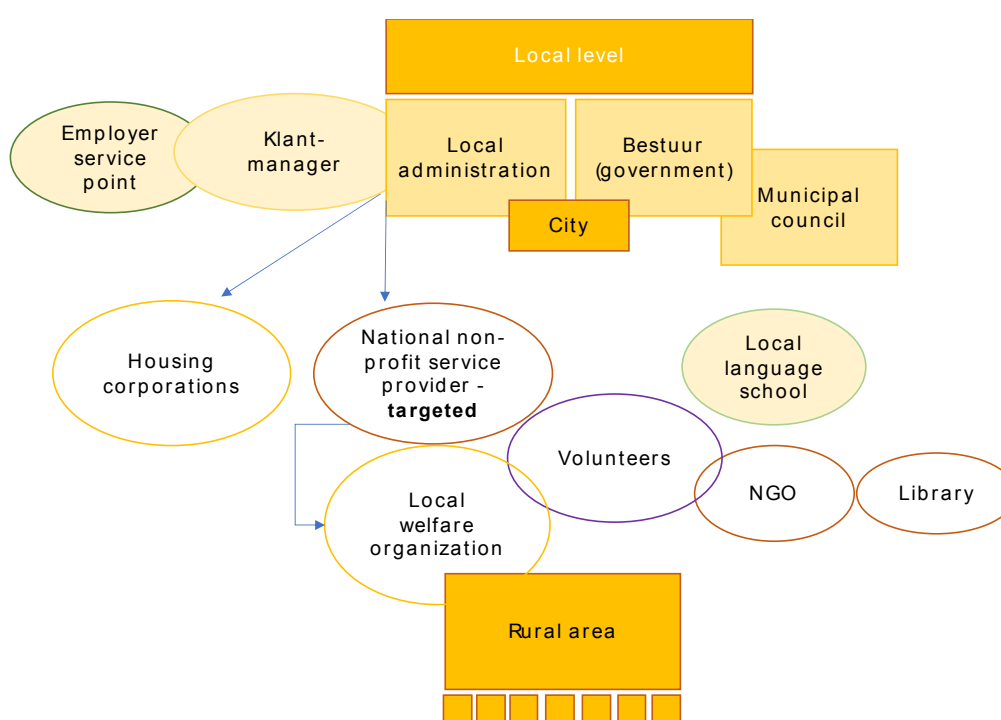 Local level
Employer
service
point
Klant-
manager
Local
administration
Bestuur
(government)
Municipal
council
City
Housing
corporations
National non-
profit service
provider -
targeted
Local
language
school
Volunteers
NGO
Library
Local
welfare
organization
Rural area